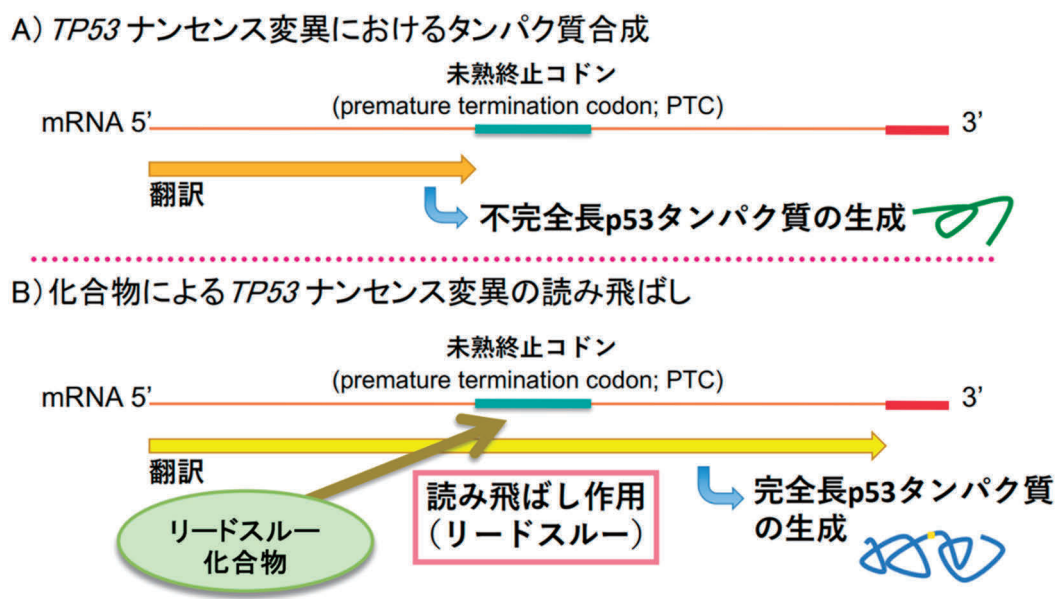 A) TP53 ナンセンス変異におけるタンパク質合成
未熟終止コドン
(premature termination codon; PTC)
mRNA 5’
3’
翻訳
不完全長p53タンパク質の生成
B) 化合物によるTP53 ナンセンス変異の読み飛ばし
未熟終止コドン
(premature termination codon; PTC)
mRNA 5’
3’
翻訳
リードスルー
化合物
読み飛ばし作用
(リードスルー)
完全長p53タンパク質
の生成